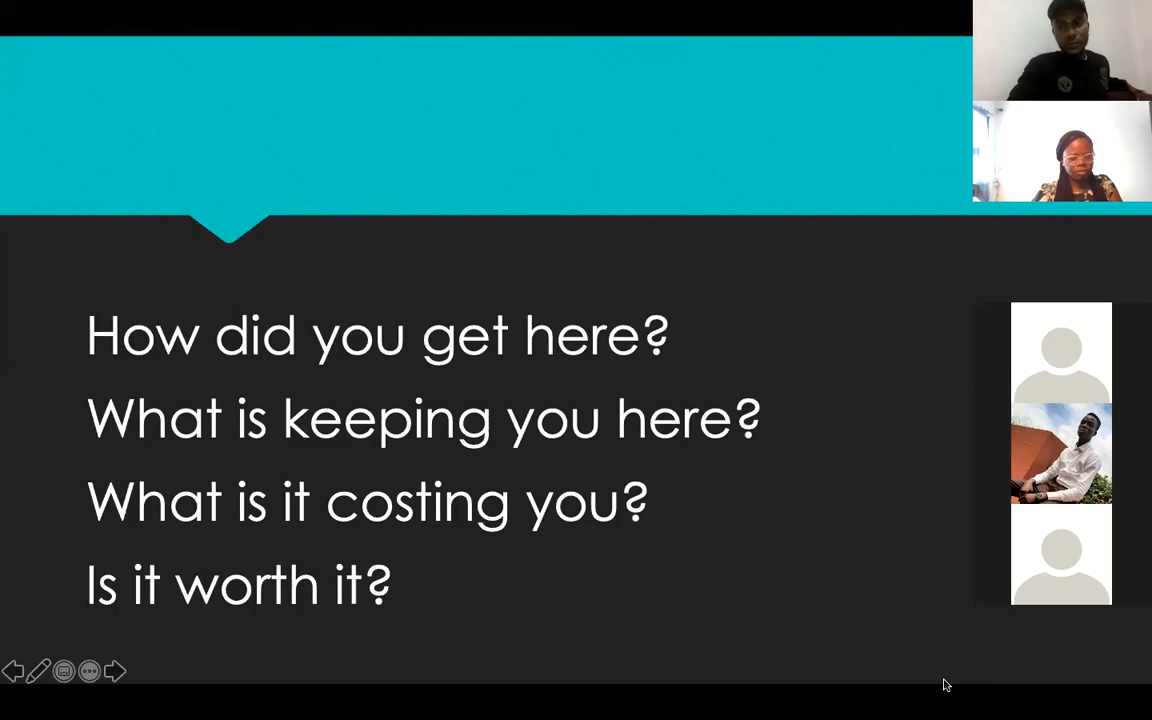 How did you get here?
What is keeping you here?
What is it costing you?
Is it worth it?